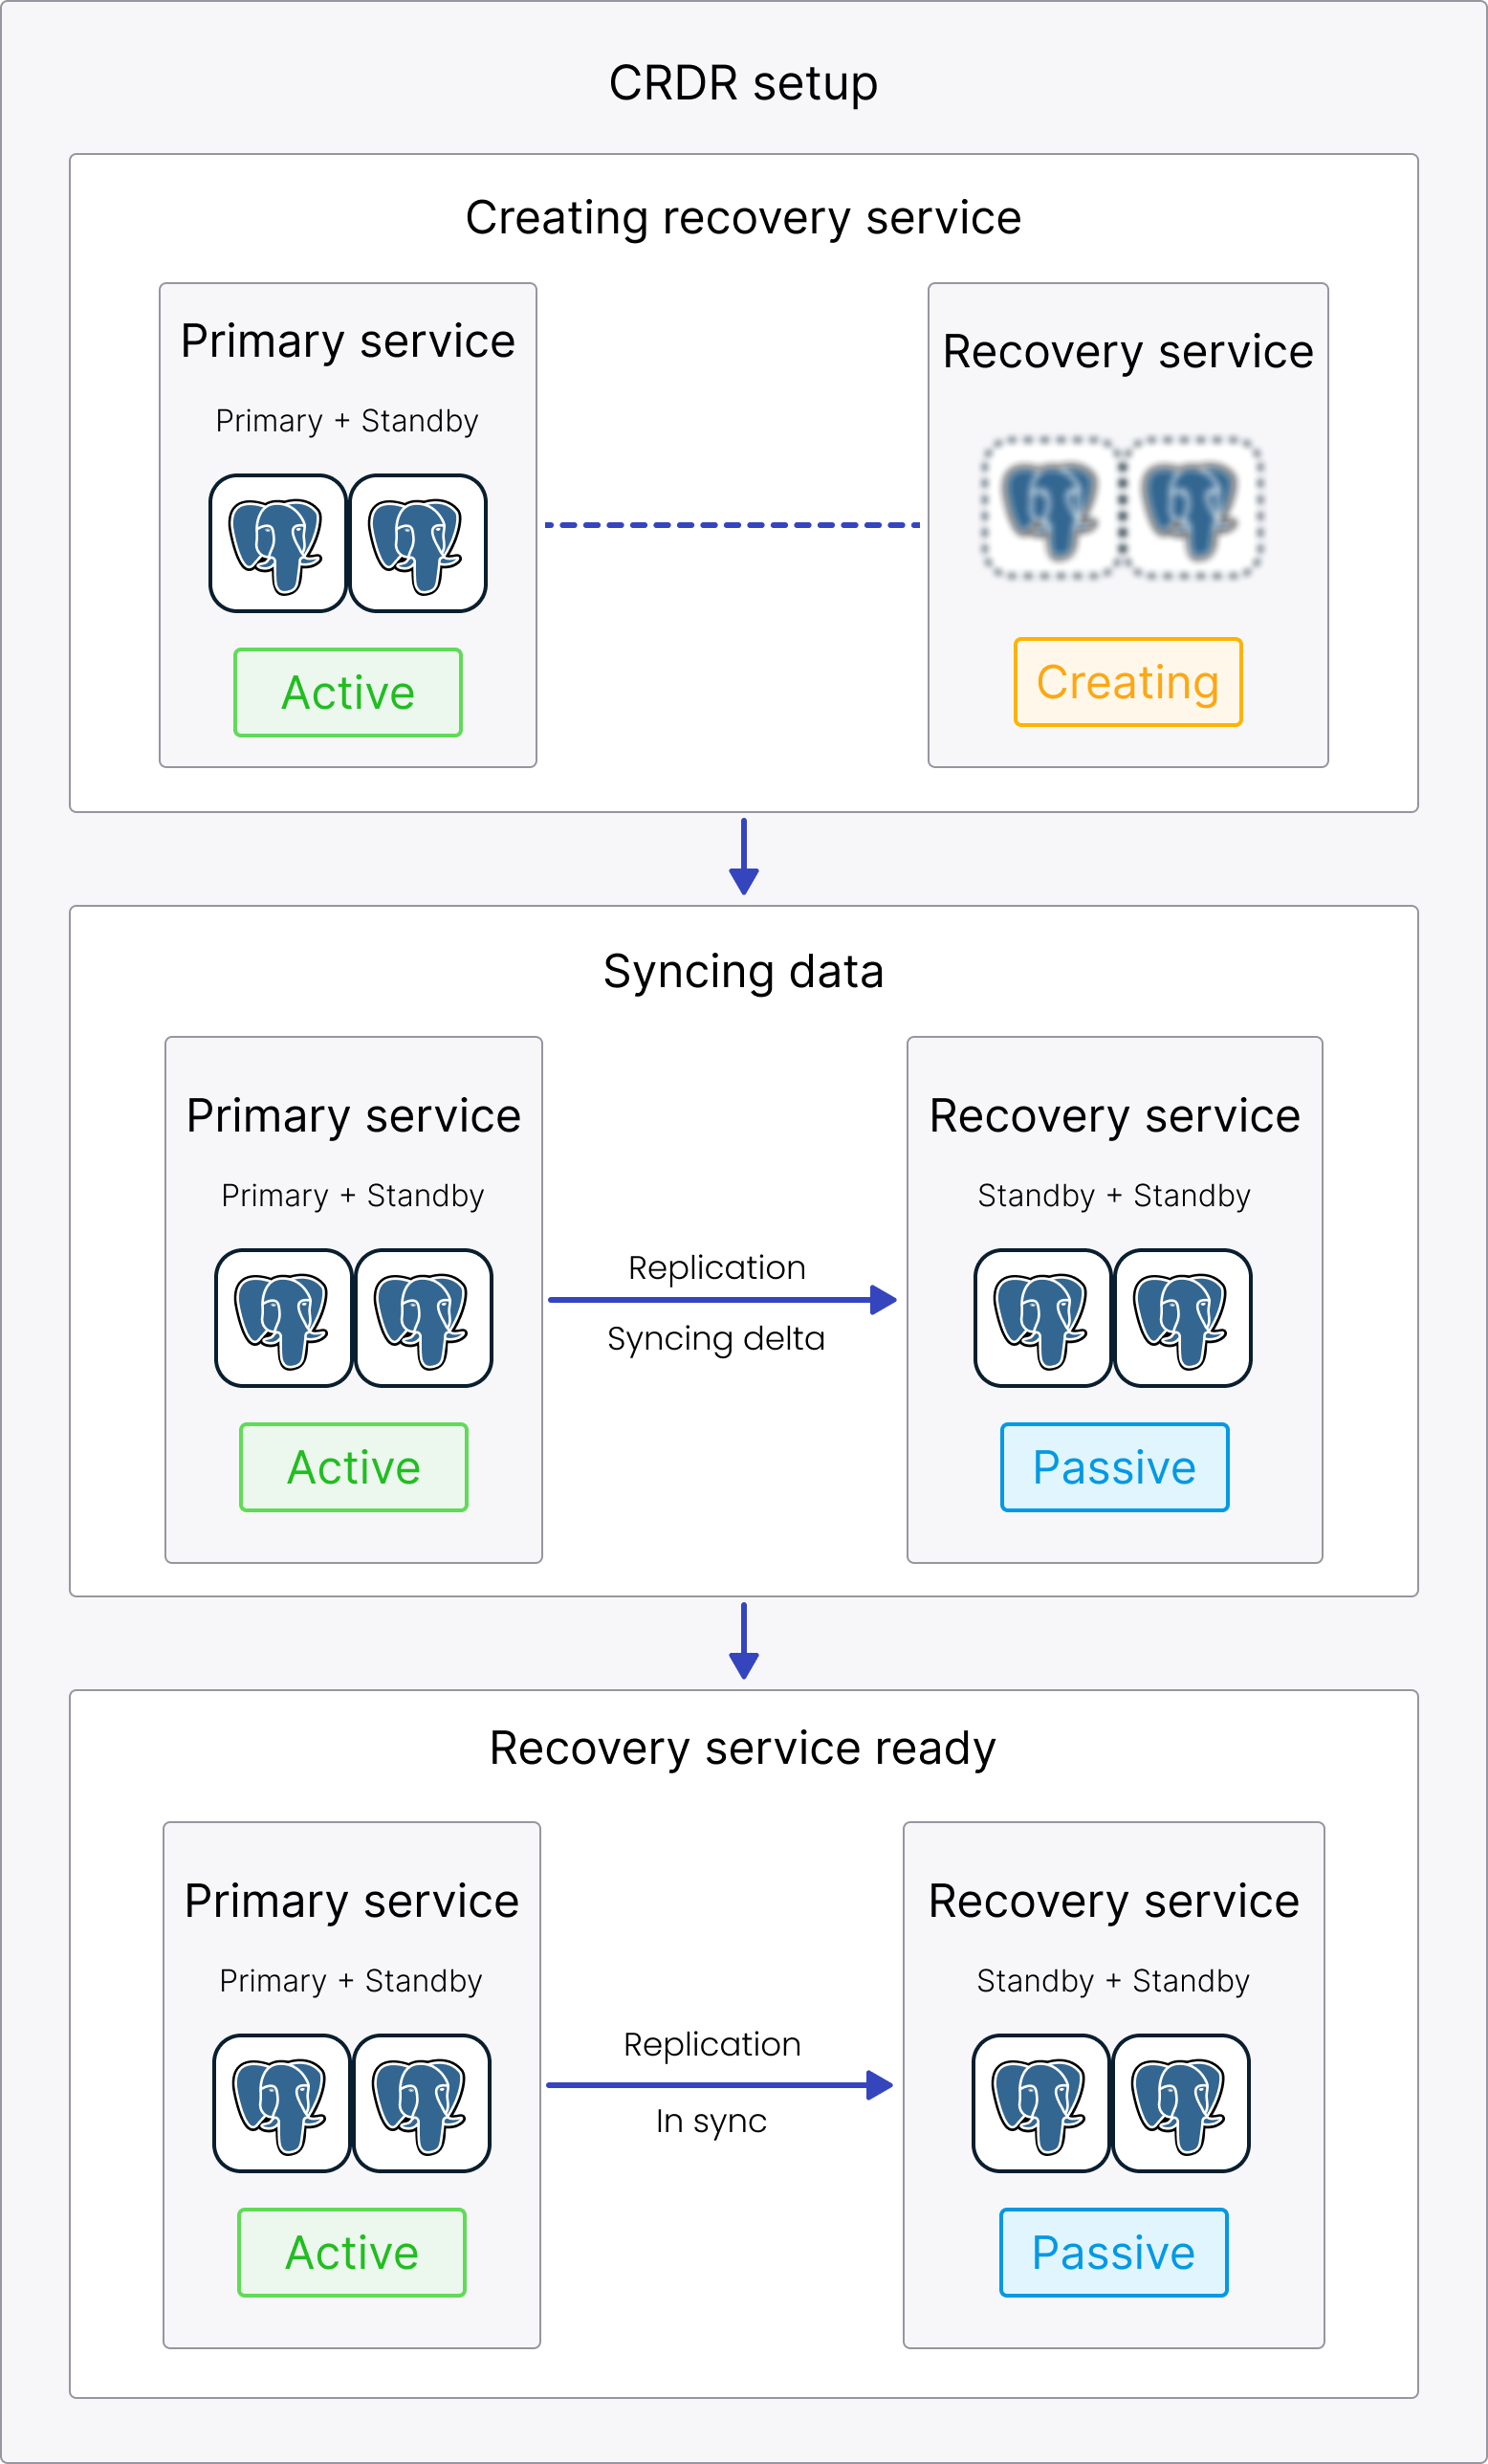 CRDR setup
Creating recovery service
Primary service
Primary + Standby
Active
Recovery service
Creating
Syncing data
Primary service
Primary + Standby
Active
Replication
Syncing delta
Recovery service
Standby + Standby
Passive
Recovery service ready
Primary service
Primary + Standby
Active
Replication
In sync
Recovery service
Standby + Standby
Passive